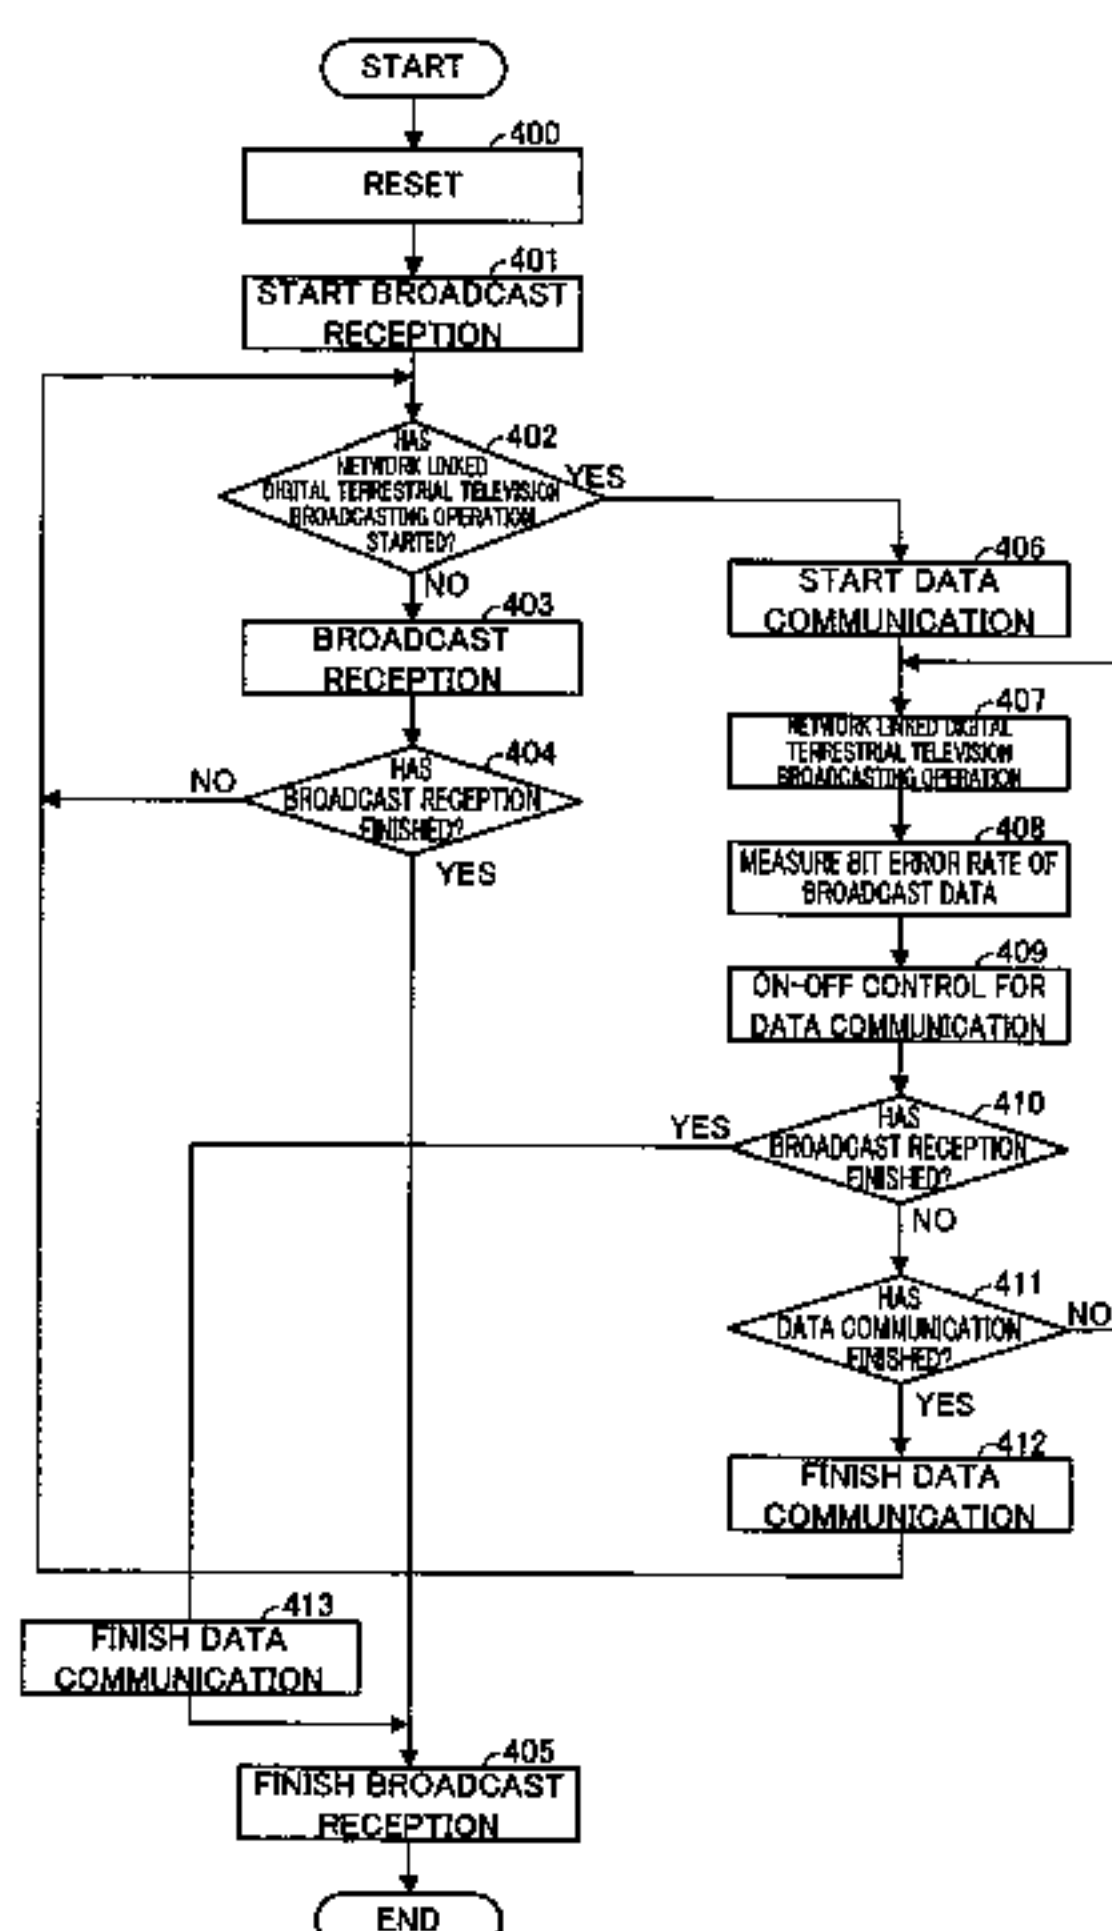 START
400
RESET
401
START BROADCAST
RECEPTION
402
HAS
NETWORK LINKED
DIGITAL TERRESTRIAL TELEVISION
BROADCASTING OPERATION
STARTED?
YES
NO
403
BROADCAST
RECEPTION
404
HAS
BROADCAST RECEPTION
FINISHED?
NO
YES
406
START DATA
COMMUNICATION
407
NETWORK LINKED DIGITAL
TERRESTRIAL TELEVISION
BROADCASTING OPERATION
408
MEASURE BIT ERROR RATE OF
BROADCAST DATA
409
ON-OFF CONTROL FOR
DATA COMMUNICATION
410
HAS
BROADCAST RECEPTION
FINISHED?
YES
NO
411
HAS
DATA COMMUNICATION
FINISHED?
NO
YES
412
FINISH DATA
COMMUNICATION
413
FINISH DATA
COMMUNICATION
405
FINISH BROADCAST
RECEPTION
END